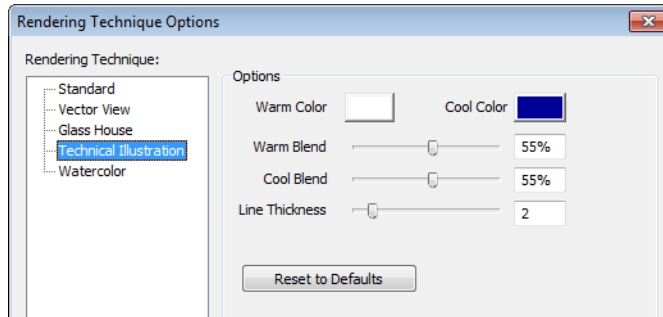 Rendering Technique Options
Rendering Technique:
Standard
Vector View
Glass House
Technical Illustration
Watercolor
Options
Warm Color Cool Color
Warm Blend 55%
Cool Blend 55%
Line Thickness 2
Reset to Defaults